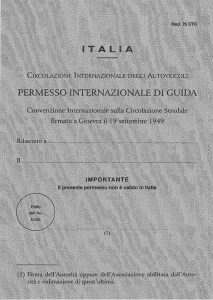 Mod. 25 CTO
ITALIA
CIRCOLAZIONE INTERNAZIONALE DEGLI AUTOVEICOLI
PERMESSO INTERNAZIONALE DI GUIDA
Convenzione Internazionale sulla Circolazione Stradale
firmata a Ginevra il 19 settembre 1949
Rilasciato a
Il
IMPORTANTE
Il presente permesso non è valido in Italia
Bollo
dell'Au-
torità
(1)
(1) Firma dell'Autorità oppure dell'Associazione abilitata dall'Auto-
rità e vidimazione di quest'ultima.